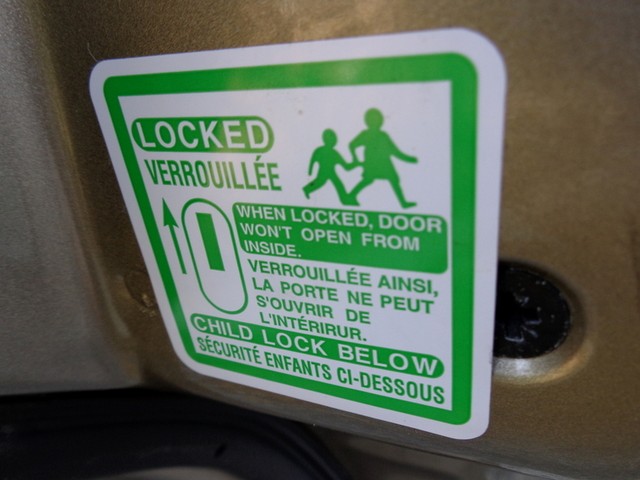 LOCKED
VERROUILLÉE
WHEN LOCKED, DOOR
WON'T OPEN FROM
INSIDE.
VERROUILLÉE AINSI,
LA PORTE NE PEUT
S'OUVRIR DE
L'INTÉRIRUR.
CHILD LOCK BELOW
SÉCURITÉ ENFANTS CI-DESSOUS